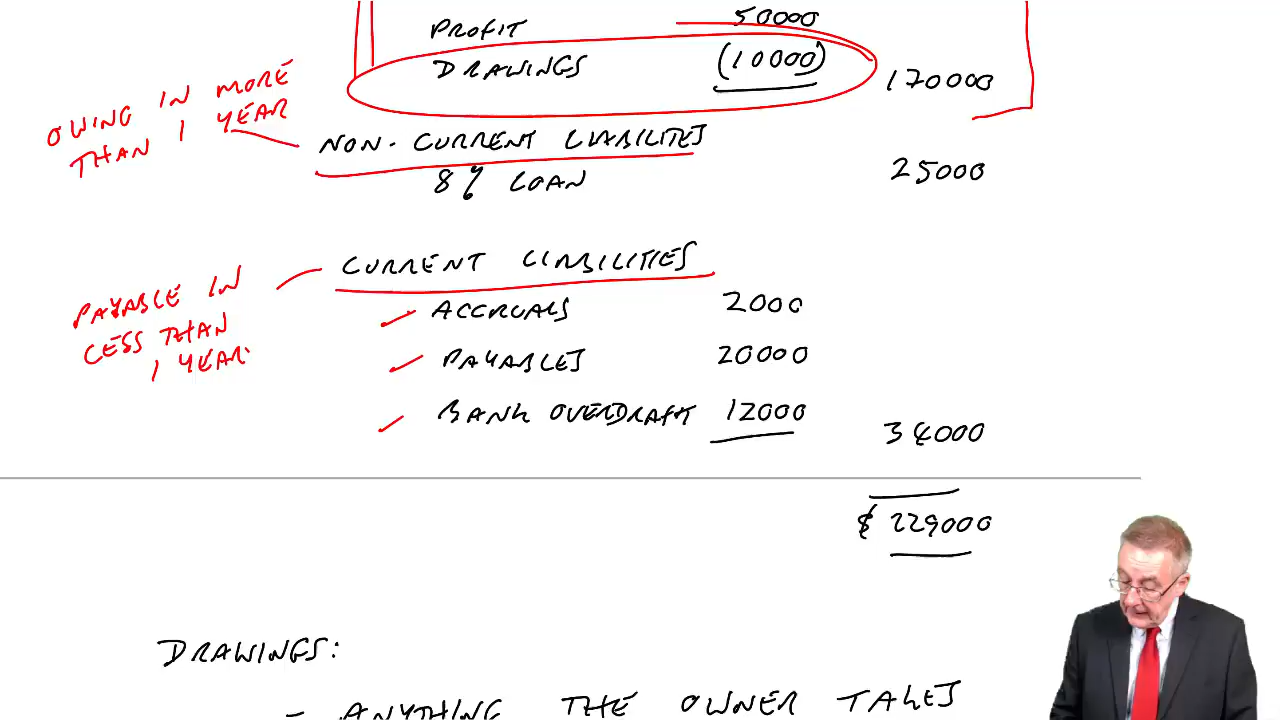 PROFIT 50000
DRAWINGS (10000) 170000
OWING IN MORE
THAN 1 YEAR
NON-CURRENT LIABILITES
8% LOAN 25000
CURRENT LIABILITIES
PAYABLE IN
LESS THAN
1 YEAR.
ACCRUALS 2000
PAYABLES 20000
BANK OVERDRAFT 12000 34000
$ 229000
DRAWINGS:
- ANYTHING THE OWNER TAKES